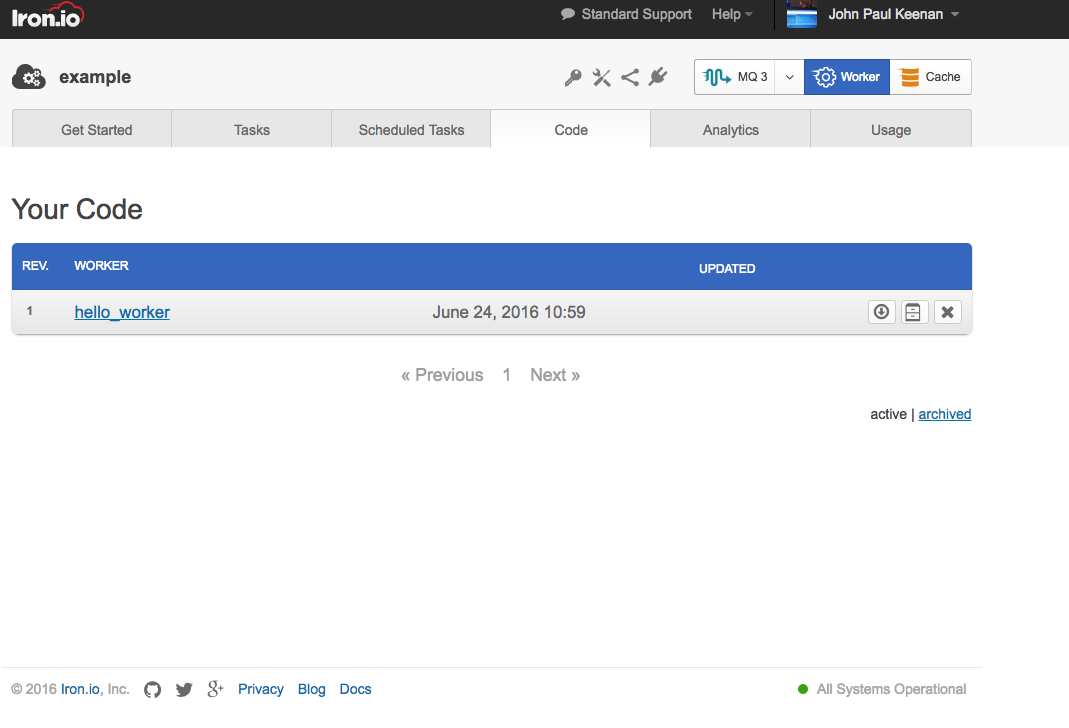 Iron.io Standard Support Help John Paul Keenan
example MQ 3 Worker Cache
Get Started Tasks Scheduled Tasks Code Analytics Usage
Your Code
REV. WORKER UPDATED
1 hello_worker June 24, 2016 10:59
« Previous 1 Next »
active | archived
© 2016 Iron.io, Inc. g+ Privacy Blog Docs All Systems Operational